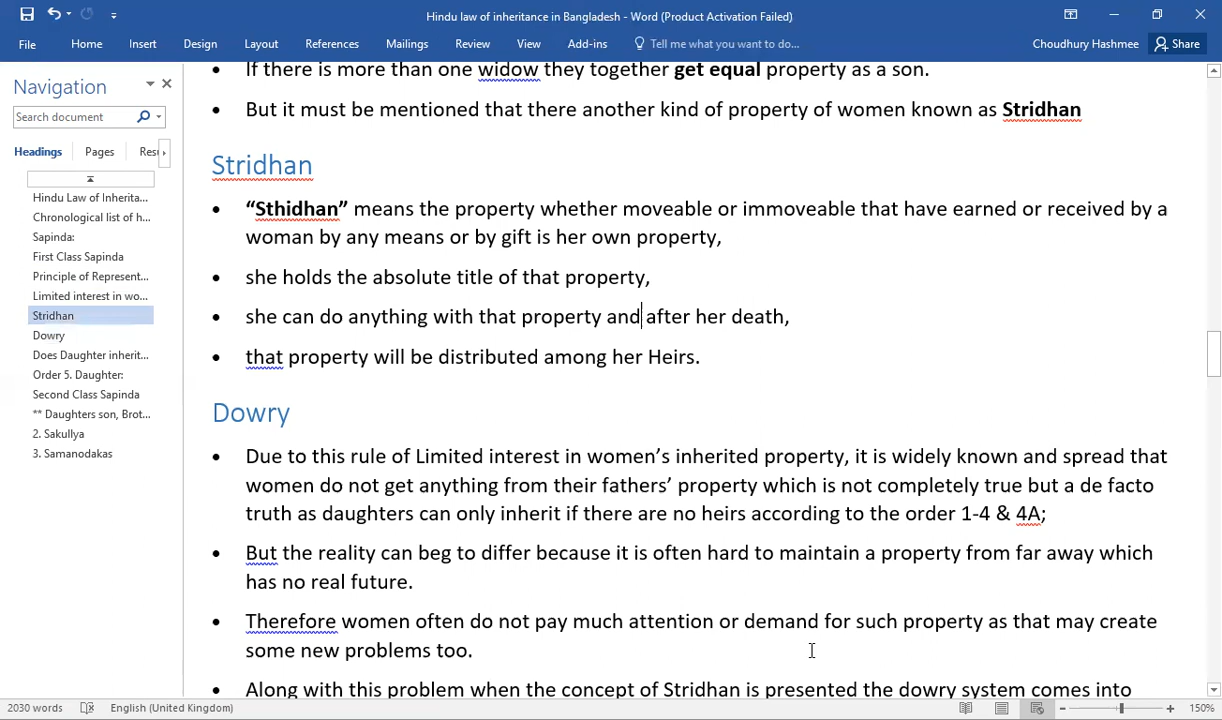 Hindu law of inheritance in Bangladesh - Word (Product Activation Failed)
File Home Insert Design Layout References Mailings Review View Add-ins Tell me what you want to do... Choudhury Hashmee Share
Navigation
Search document
Headings Pages Resu
Hindu Law of Inherita...
Chronological list of h...
Sapinda:
First Class Sapinda
Principle of Represent...
Limited interest in wo...
Stridhan
Dowry
Does Daughter inherit...
Order 5. Daughter:
Second Class Sapinda
** Daughters son, Brot...
2. Sakullya
3. Samanodakas
• If there is more than one widow they together get equal property as a son.
• But it must be mentioned that there another kind of property of women known as Stridhan
Stridhan
• “Sthidhan” means the property whether moveable or immoveable that have earned or received by a
woman by any means or by gift is her own property,
• she holds the absolute title of that property,
• she can do anything with that property and after her death,
• that property will be distributed among her Heirs.
Dowry
• Due to this rule of Limited interest in women’s inherited property, it is widely known and spread that
women do not get anything from their fathers’ property which is not completely true but a de facto
truth as daughters can only inherit if there are no heirs according to the order 1-4 & 4A;
• But the reality can beg to differ because it is often hard to maintain a property from far away which
has no real future.
• Therefore women often do not pay much attention or demand for such property as that may create
some new problems too.
• Along with this problem when the concept of Stridhan is presented the dowry system comes into
2030 words English (United Kingdom) 150%